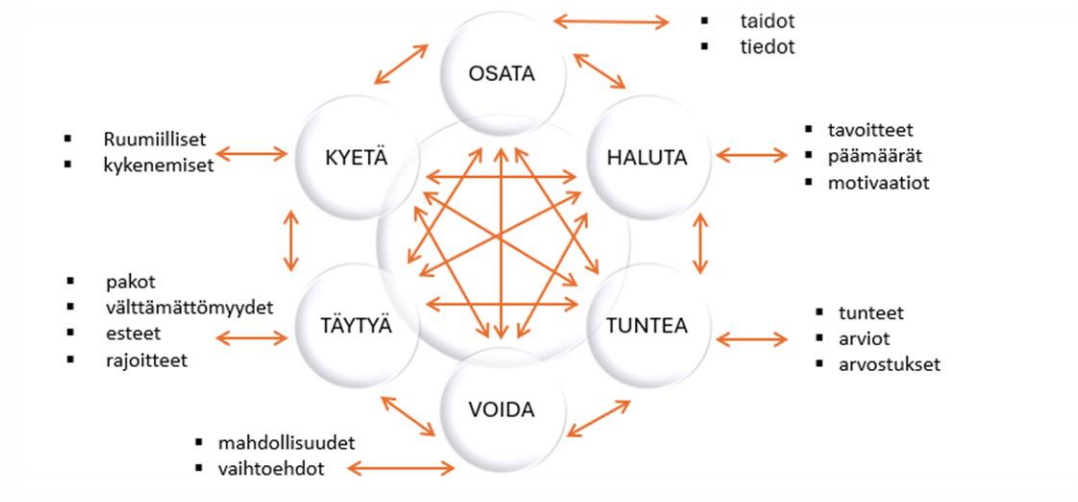 OSATA
▪ taidot
▪ tiedot
HALUTA
▪ tavoitteet
▪ päämäärät
▪ motivaatiot
TUNTEA
▪ tunteet
▪ arviot
▪ arvostukset
VOIDA
▪ mahdollisuudet
▪ vaihtoehdot
TÄYTYÄ
▪ pakot
▪ välttämättömyydet
▪ esteet
▪ rajoitteet
KYETÄ
▪ Ruumiilliset
▪ kykenemiset